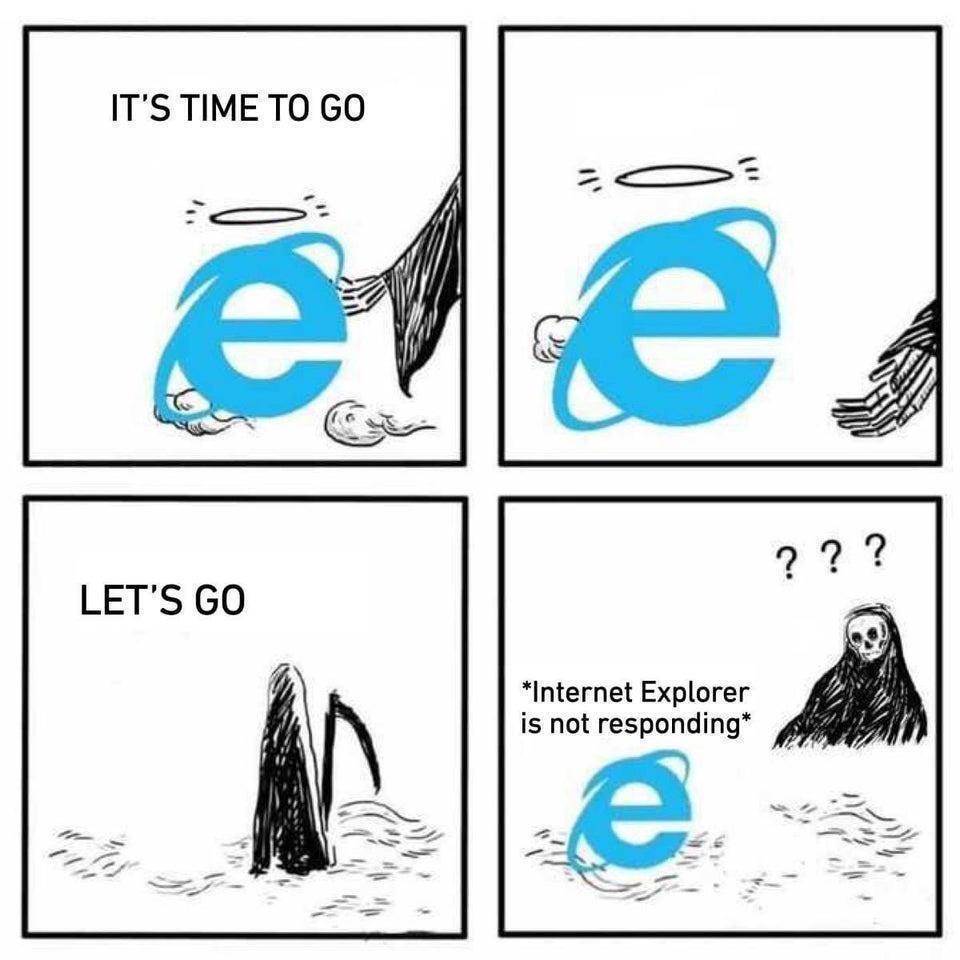 IT'S TIME TO GO
LET'S GO
? ? ?
*Internet Explorer
is not responding*